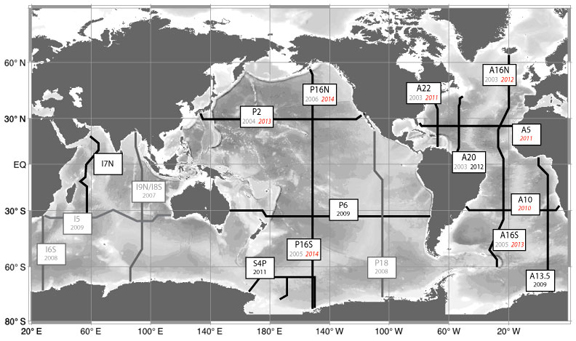 60° N
30° N
EQ
30° S
60° S
80° S
20° E
60° E
100° E
140° E
180° W
140° W
100° W
60° W
20° W
A16N
2003 2012
P16N
2006 2014
A22
2003 2011
P2
2004 2013
A5
2011
I7N
A20
2003 2012
I9N/I8S
2007
P6
2009
A10
2010
I5
2009
A16S
2005 2013
I6S
2008
P16S
2005 2014
S4P
2011
P18
2008
A13.5
2009